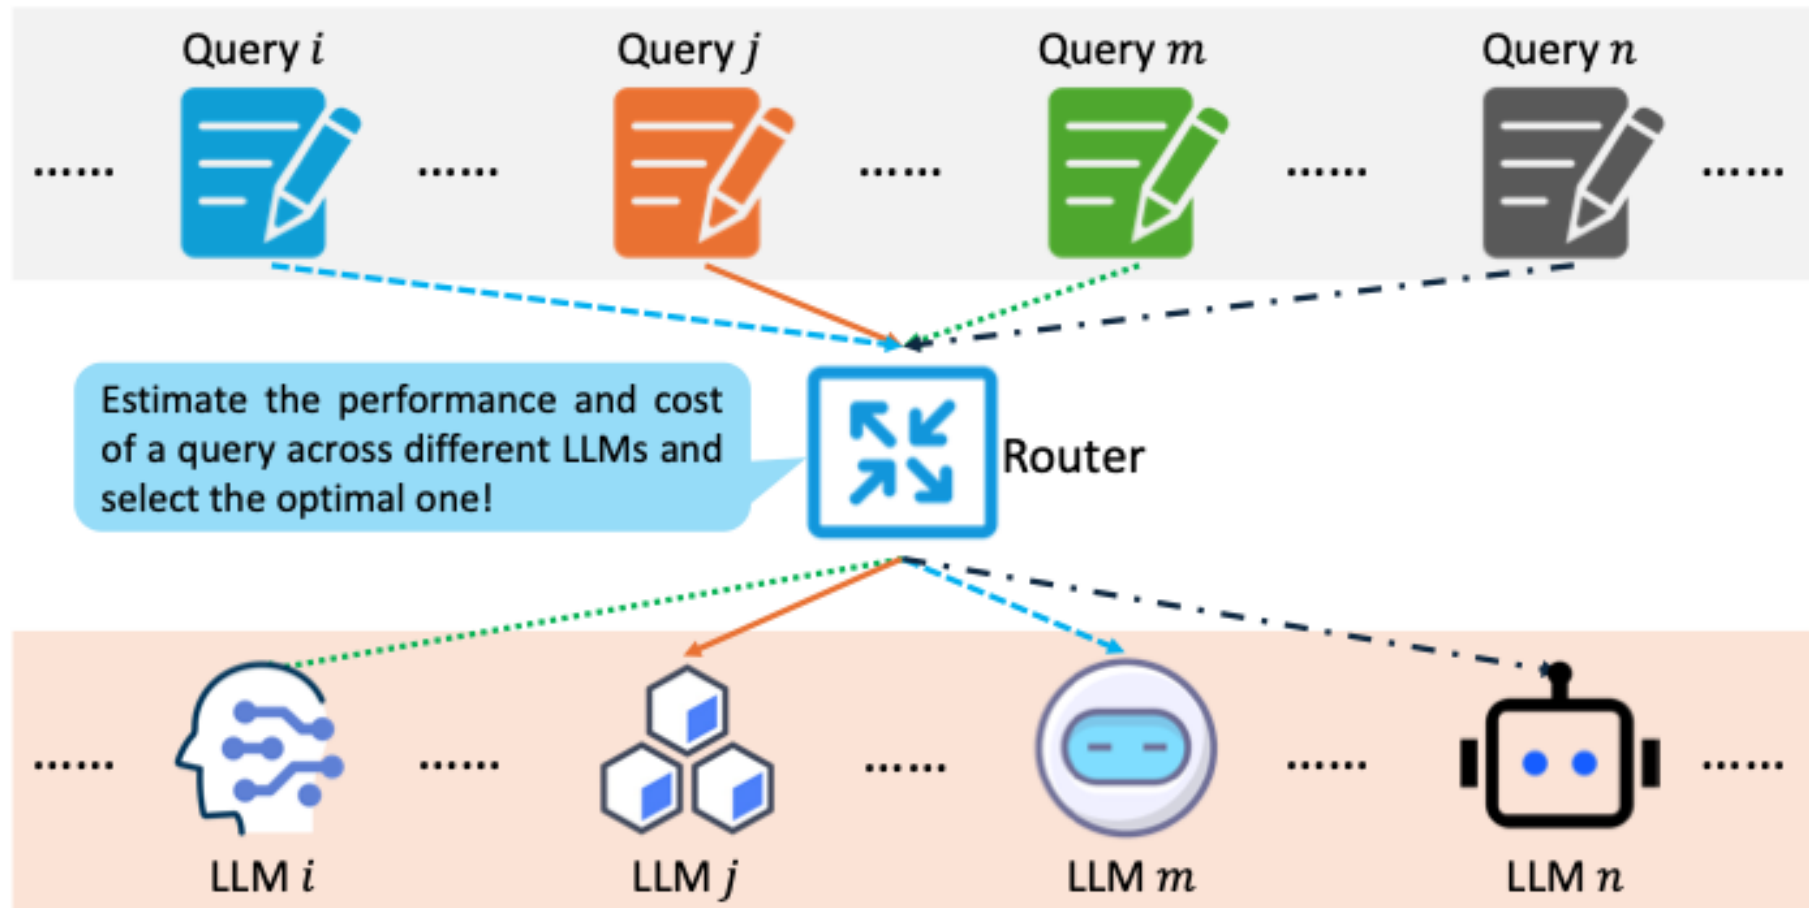 Query i Query j Query m Query n
...... ...... ...... ...... ......
Estimate the performance and cost
of a query across different LLMs and
select the optimal one!
Router
...... ...... ...... ...... ......
LLM i LLM j LLM m LLM n